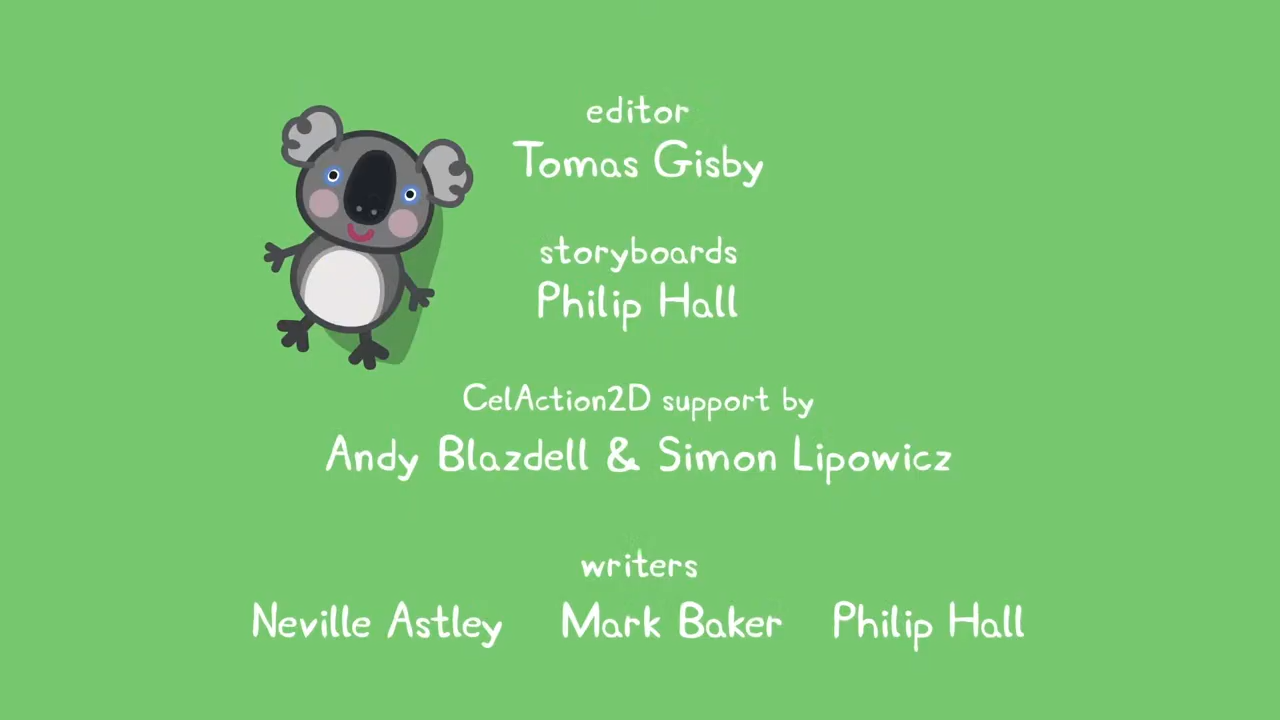 editor
Tomas Gisby
storyboards
Philip Hall
CelAction2D support by
Andy Blazdell & Simon Lipowicz
writers
Neville Astley Mark Baker Philip Hall